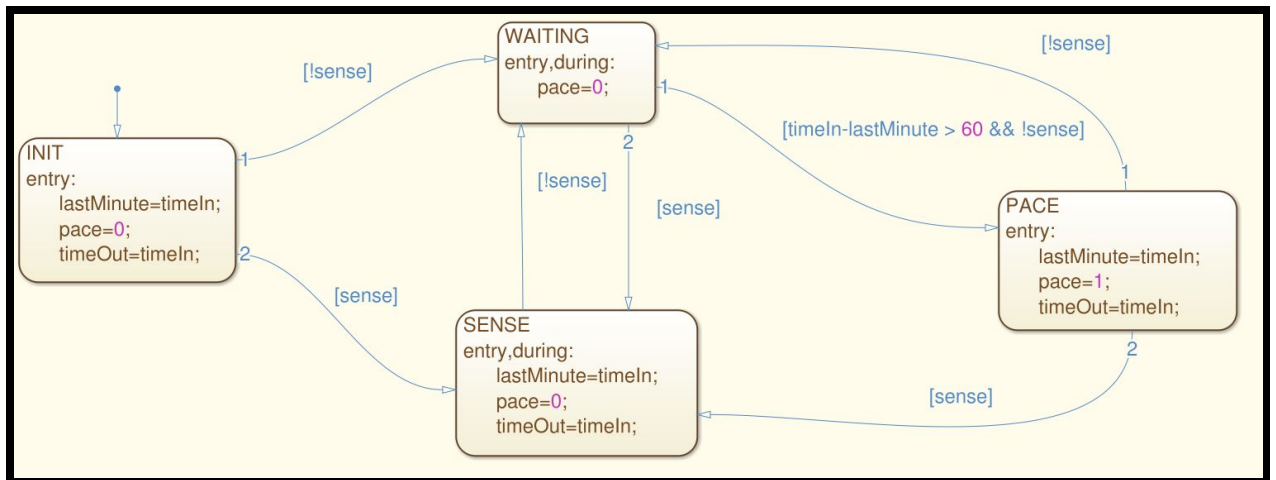 WAITING
entry,during:
pace=0;
[!sense]
[!sense]
1
[timeIn-lastMinute > 60 && !sense]
2
INIT
entry:
lastMinute=timeIn;
pace=0;
timeOut=timeIn;
1
2
[!sense]
[sense]
1
PACE
entry:
lastMinute=timeIn;
pace=1;
timeOut=timeIn;
2
[sense]
SENSE
entry,during:
lastMinute=timeIn;
pace=0;
timeOut=timeIn;
[sense]